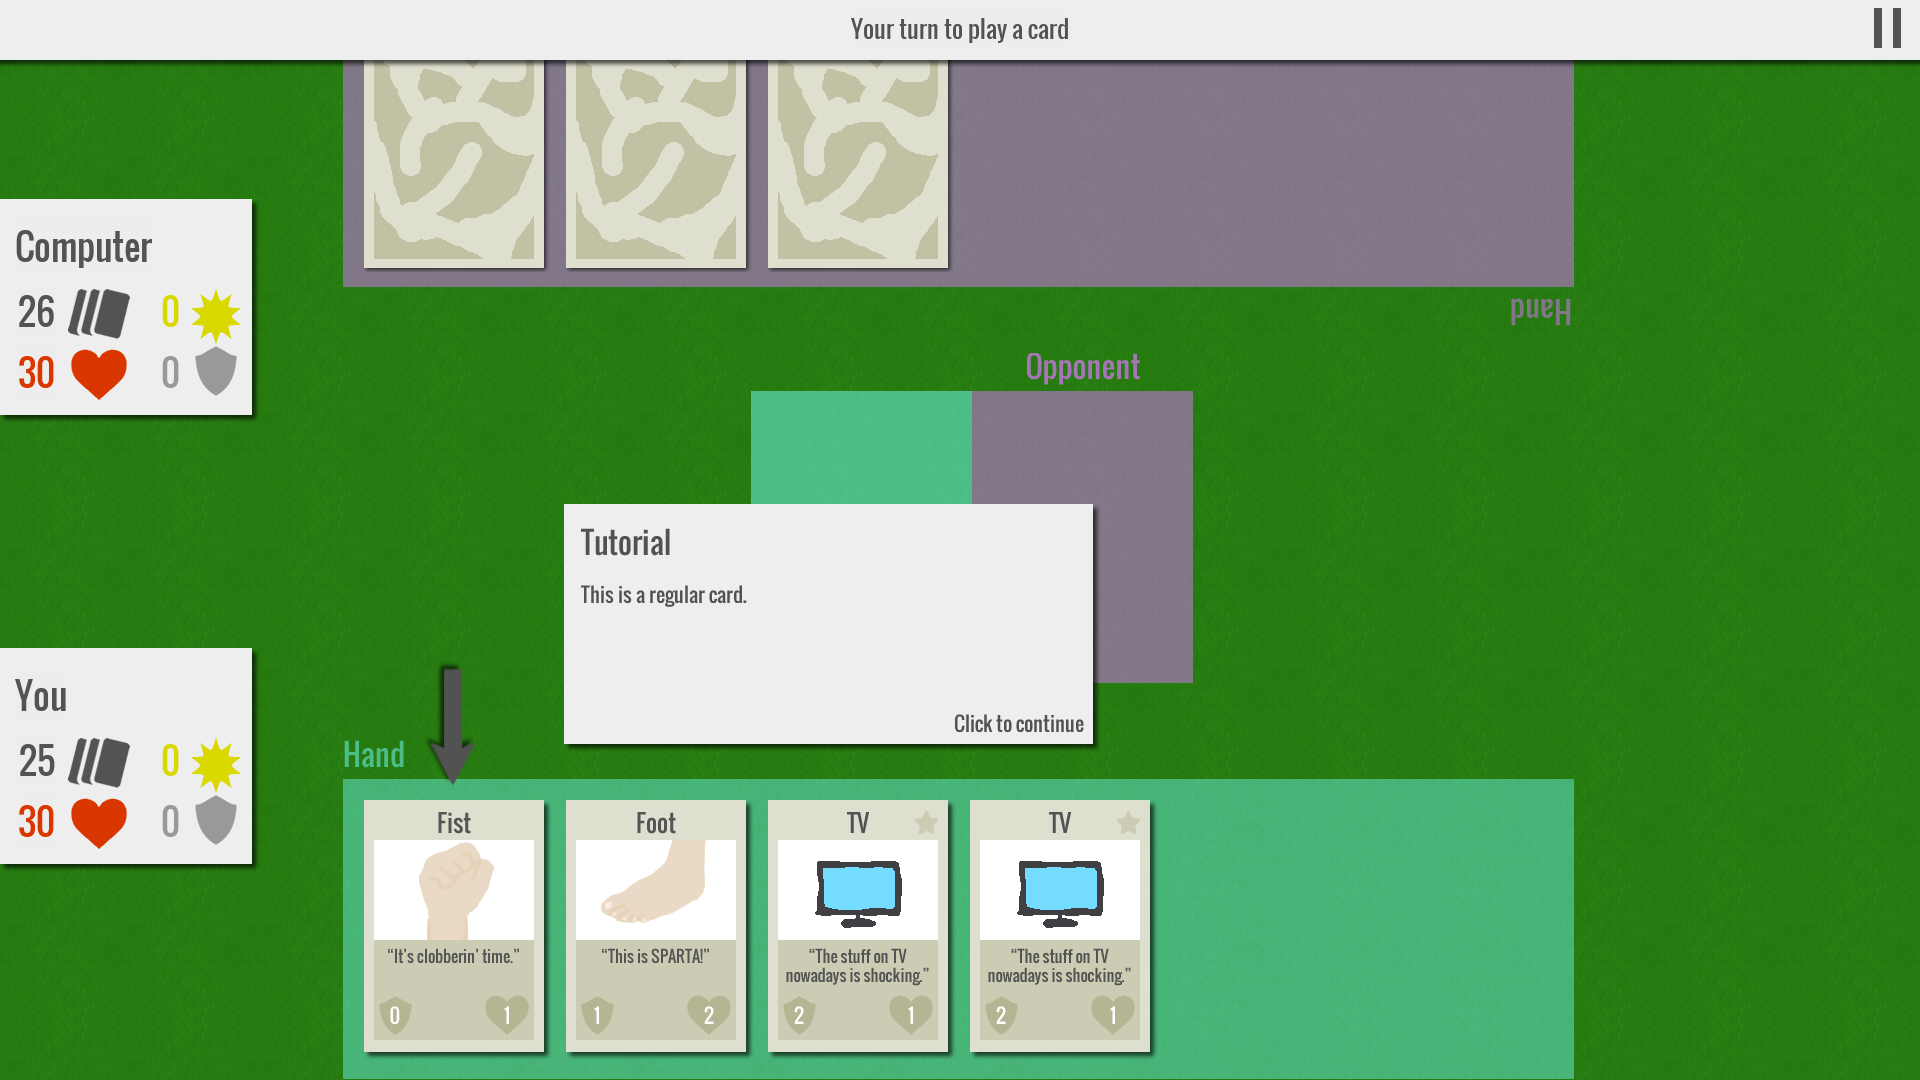 Your turn to play a card
Computer
26 0
30 0
Hand
Opponent
Tutorial
This is a regular card.
Click to continue
You
25 0
30 0
Hand
Fist
“It's clobberin' time.”
0 1
Foot
“This is SPARTA!”
1 2
TV
“The stuff on TV
nowadays is shocking.”
2 1
TV
“The stuff on TV
nowadays is shocking.”
2 1